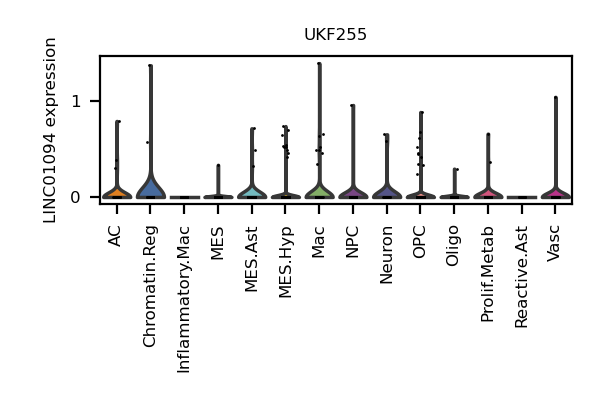 UKF255
LINC01094 expression
1
0
AC
Chromatin.Reg
Inflammatory.Mac
MES
MES.Ast
MES.Hyp
Mac
NPC
Neuron
OPC
Oligo
Prolif.Metab
Reactive.Ast
Vasc